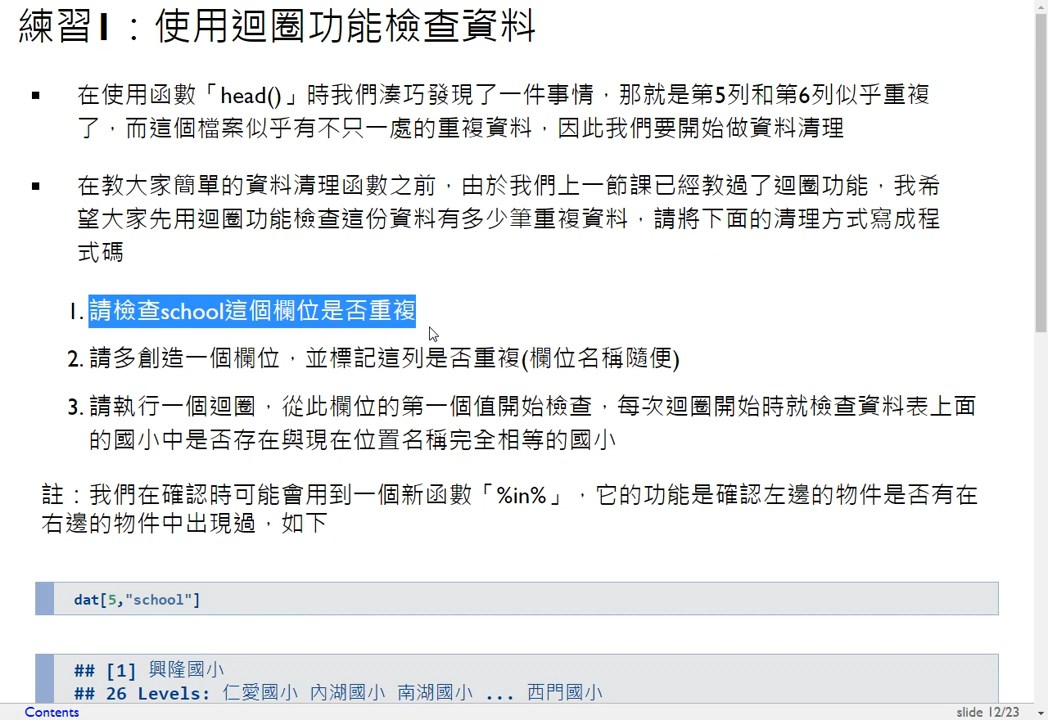 練習1：使用迴圈功能檢查資料
▪ 在使用函數「head()」時我們湊巧發現了一件事情，那就是第5列和第6列似乎重複
了，而這個檔案似乎有不只一處的重複資料，因此我們要開始做資料清理
▪ 在教大家簡單的資料清理函數之前，由於我們上一節課已經教過了迴圈功能，我希
望大家先用迴圈功能檢查這份資料有多少筆重複資料，請將下面的清理方式寫成程
式碼
1. 請檢查school這個欄位是否重複
2. 請多創造一個欄位，並標記這列是否重複(欄位名稱隨便)
3. 請執行一個迴圈，從此欄位的第一個值開始檢查，每次迴圈開始時就檢查資料表上面
的國小中是否存在與現在位置名稱完全相等的國小
註：我們在確認時可能會用到一個新函數「%in%」，它的功能是確認左邊的物件是否有在
右邊的物件中出現過，如下
dat[5,"school"]
## [1] 興隆國小
## 26 Levels: 仁愛國小 內湖國小 南湖國小 ... 西門國小
Contents
slide 12/23